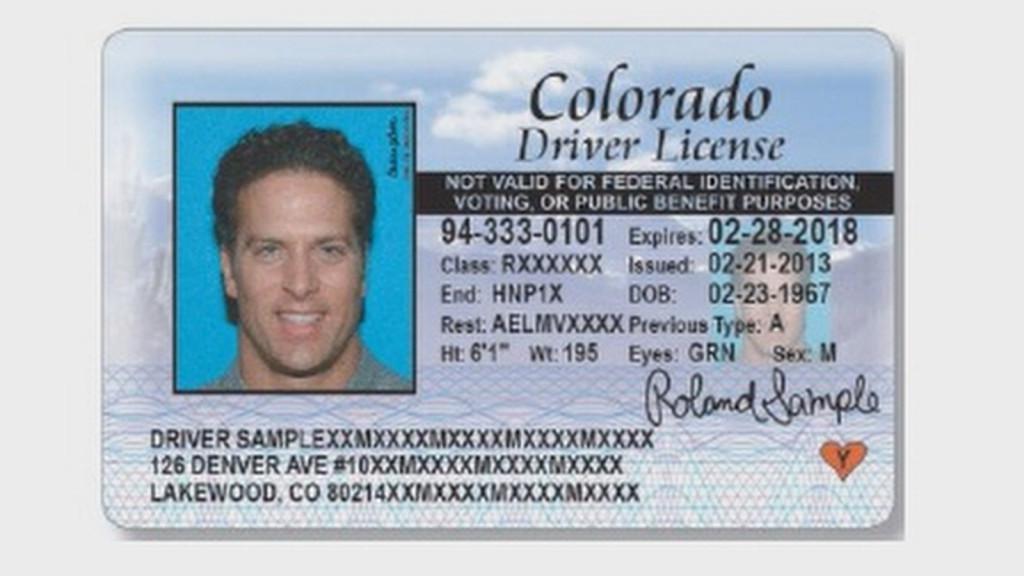 Colorado
Driver License
NOT VALID FOR FEDERAL IDENTIFICATION,
VOTING, OR PUBLIC BENEFIT PURPOSES
94-333-0101 Expires: 02-28-2018
Class: RXXXXXX Issued: 02-21-2013
End: HNP1X DOB: 02-23-1967
Rest: AELMVXXXX Previous Type: A
Ht: 6'1" Wt: 195 Eyes: GRN Sex: M
Roland Sample
DRIVER SAMPLEXXMXXXXMXXXXMXXXXMXXXX
126 DENVER AVE #10XXMXXXXMXXXXMXXXX
LAKEWOOD, CO 80214XXMXXXXMXXXXMXXXX
Y